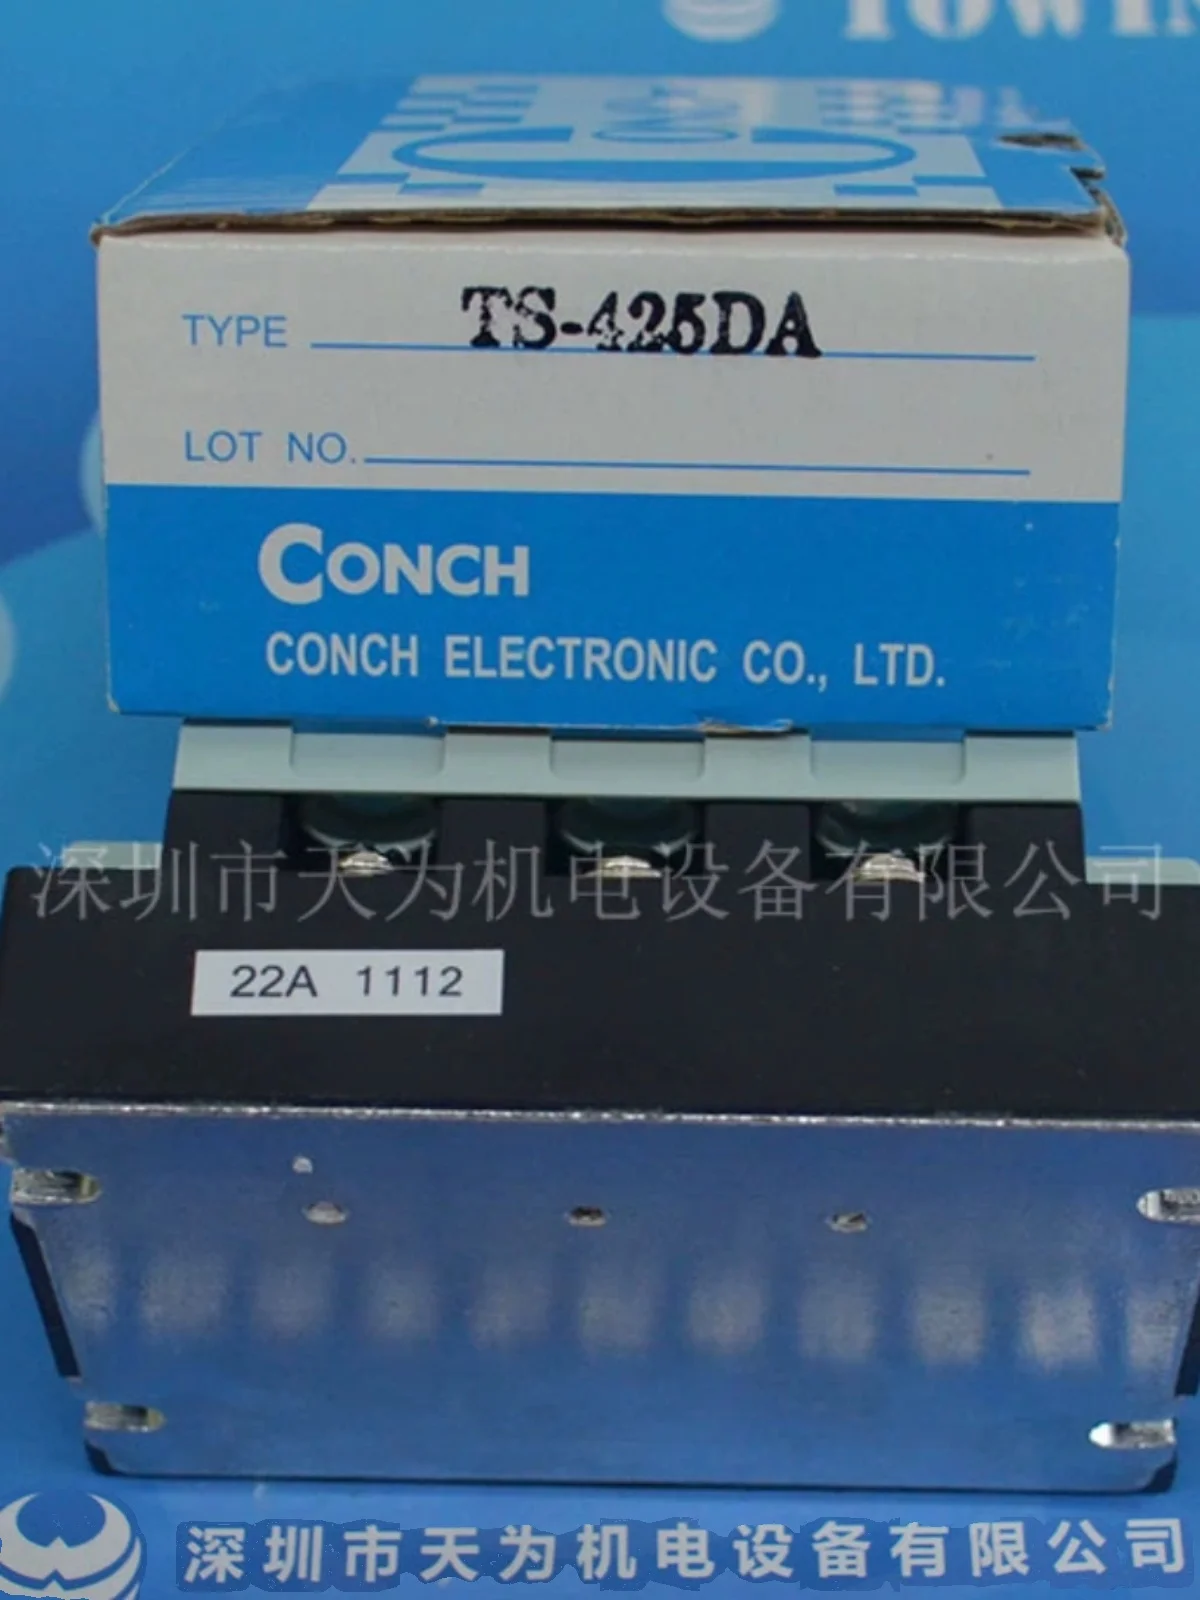 TYPE TS-425DA
LOT NO.
CONCH
CONCH ELECTRONIC CO., LTD.
深圳市天为机电设备有限公司
22A 1112
深圳市天为机电设备有限公司